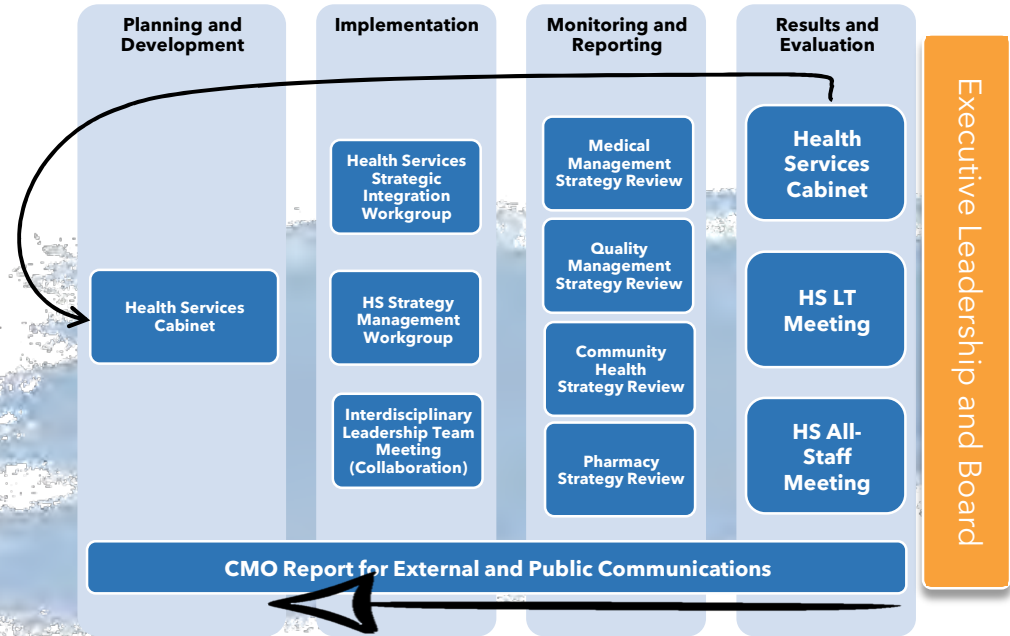 Planning and
Development
Health Services
Cabinet
Implementation
Health Services
Strategic
Integration
Workgroup
HS Strategy
Management
Workgroup
Interdisciplinary
Leadership Team
Meeting
(Collaboration)
Monitoring and
Reporting
Medical
Management
Strategy Review
Quality
Management
Strategy Review
Community
Health
Strategy Review
Pharmacy
Strategy Review
Results and
Evaluation
Health
Services
Cabinet
HS LT
Meeting
HS All-
Staff
Meeting
Executive Leadership and Board
CMO Report for External and Public Communications